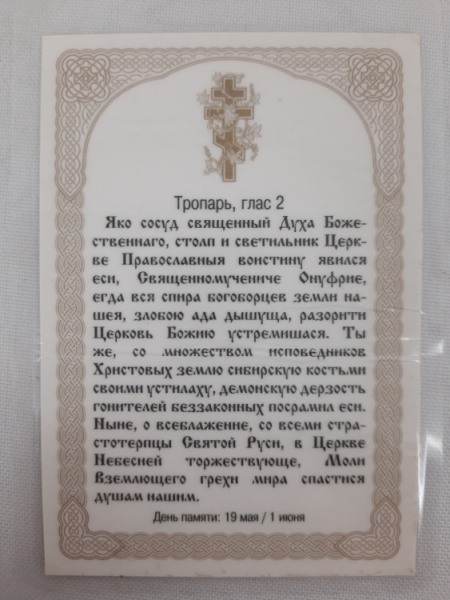 Тропарь, глас 2
Яко сосуд священный Духа Боже-
ственнаго, столп и светильник Церк-
ве Православныя воистину явился
еси, Священномучениче Онуфрие,
егда вся спира богоборцев земли на-
шея, злобою ада дышуща, разорити
Церковь Божию устремишася. Ты
же, со множеством исповедников
Христовых землю сибирскую костьми
своими устилаху, демонскую дерзость
гонителей беззаконных посрамил еси.
Ныне, о всеблаженне, со всеми стра-
стотерпцы Святой Руси, в Церкве
Небесней торжествующе, Моли
Вземлющего грехи мира спастися
душам нашим.
День памяти: 19 мая / 1 июня